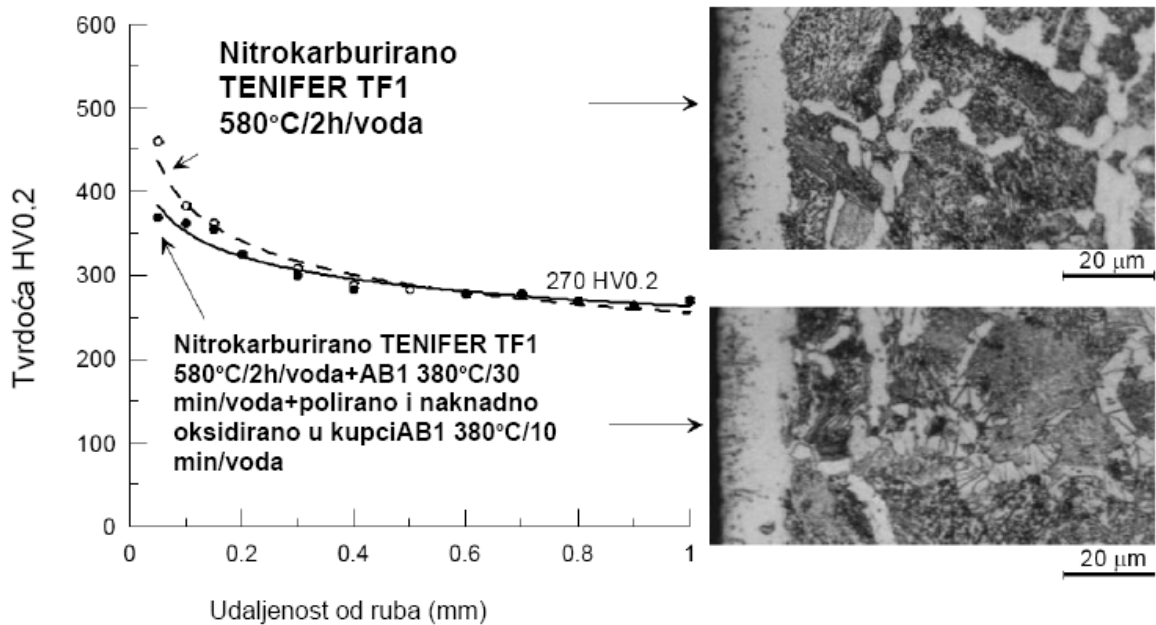 600
500
400
300
200
100
0
Tvrdoća HV0.2
Nitrokarburirano
TENIFER TF1
580°C/2h/voda
270 HV0.2
Nitrokarburirano TENIFER TF1
580°C/2h/voda+AB1 380°C/30
min/voda+polirano i naknadno
oksidirano u kupciAB1 380°C/10
min/voda
0 0.2 0.4 0.6 0.8 1
Udaljenost od ruba (mm)
20 μm
20 μm